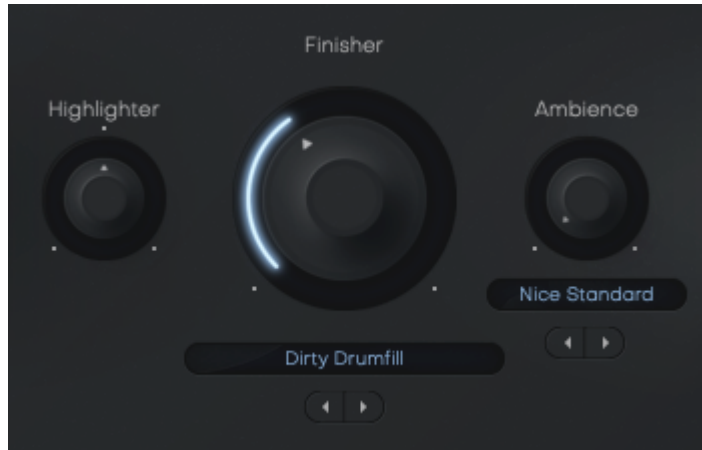 Finisher
Highlighter
Ambience
Nice Standard
Dirty Drumfill